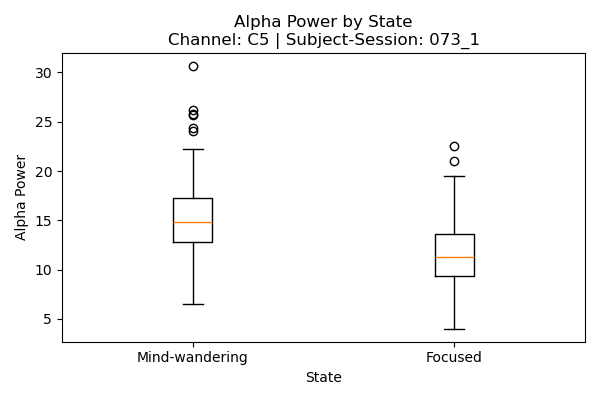 Alpha Power by State
Channel: C5 | Subject-Session: 073_1
30
25
20
15
10
5
Alpha Power
Mind-wandering
Focused
State